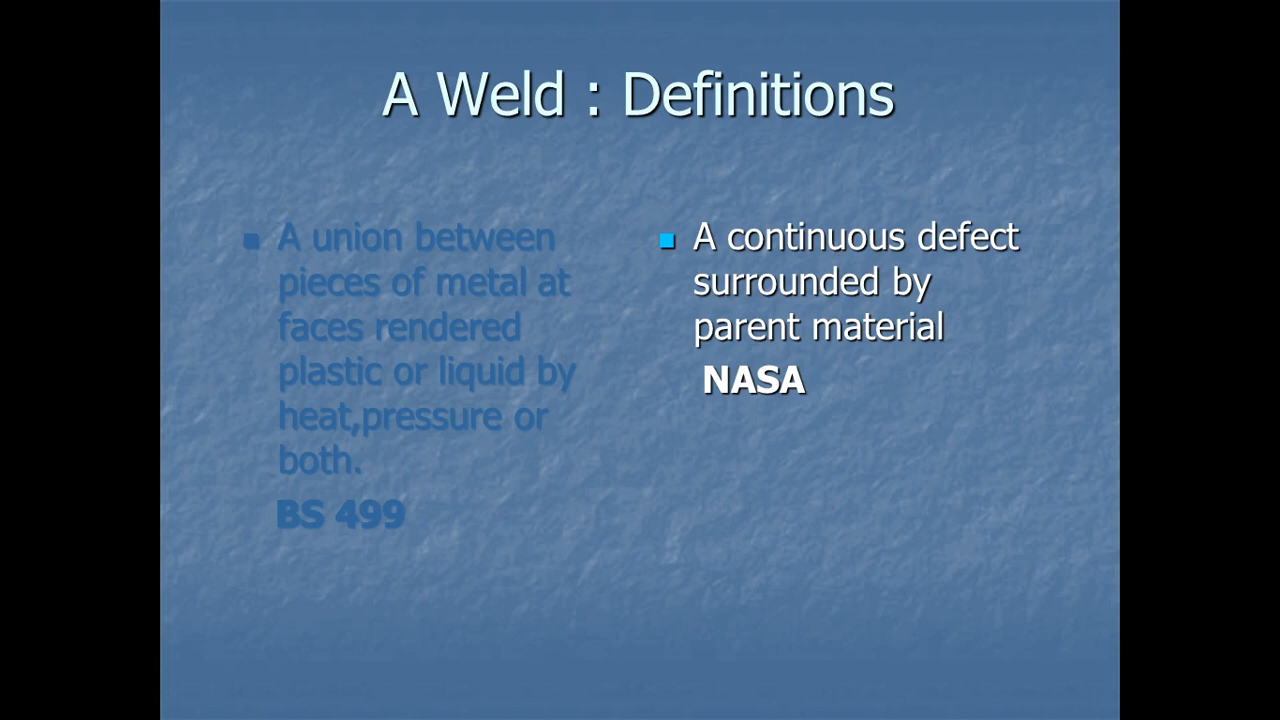 A Weld : Definitions
A union between
pieces of metal at
faces rendered
plastic or liquid by
heat,pressure or
both.
BS 499
A continuous defect
surrounded by
parent material
NASA